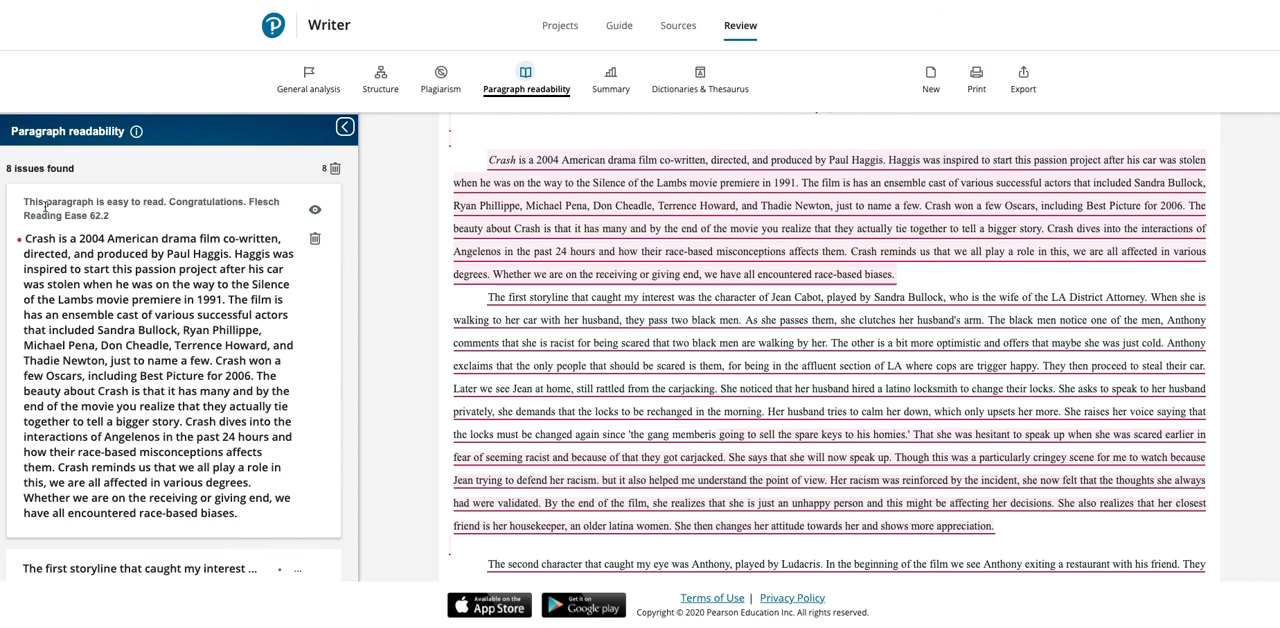 Writer
Projects
Guide
Sources
Review
General analysis
Structure
Plagiarism
Paragraph readability
Summary
Dictionaries & Thesaurus
New
Print
Export
Paragraph readability
8 issues found
8
This paragraph is easy to read. Congratulations. Flesch
Reading Ease 62.2
Crash is a 2004 American drama film co-written,
directed, and produced by Paul Haggis. Haggis was
inspired to start this passion project after his car
was stolen when he was on the way to the Silence
of the Lambs movie premiere in 1991. The film is
has an ensemble cast of various successful actors
that included Sandra Bullock, Ryan Phillippe,
Michael Pena, Don Cheadle, Terrence Howard, and
Thadie Newton, just to name a few. Crash won a
few Oscars, including Best Picture for 2006. The
beauty about Crash is that it has many and by the
end of the movie you realize that they actually tie
together to tell a bigger story. Crash dives into the
interactions of Angelenos in the past 24 hours and
how their race-based misconceptions affects
them. Crash reminds us that we all play a role in
this, we are all affected in various degrees.
Whether we are on the receiving or giving end, we
have all encountered race-based biases.
The first storyline that caught my interest ...
...
Crash is a 2004 American drama film co-written, directed, and produced by Paul Haggis. Haggis was inspired to start this passion project after his car was stolen
when he was on the way to the Silence of the Lambs movie premiere in 1991. The film is has an ensemble cast of various successful actors that included Sandra Bullock,
Ryan Phillippe, Michael Pena, Don Cheadle, Terrence Howard, and Thadie Newton, just to name a few. Crash won a few Oscars, including Best Picture for 2006. The
beauty about Crash is that it has many and by the end of the movie you realize that they actually tie together to tell a bigger story. Crash dives into the interactions of
Angelenos in the past 24 hours and how their race-based misconceptions affects them. Crash reminds us that we all play a role in this, we are all affected in various
degrees. Whether we are on the receiving or giving end, we have all encountered race-based biases.
The first storyline that caught my interest was the character of Jean Cabot, played by Sandra Bullock, who is the wife of the LA District Attorney. When she is
walking to her car with her husband, they pass two black men. As she passes them, she clutches her husband's arm. The black men notice one of the men, Anthony
comments that she is racist for being scared that two black men are walking by her. The other is a bit more optimistic and offers that maybe she was just cold. Anthony
exclaims that the only people that should be scared is them, for being in the affluent section of LA where cops are trigger happy. They then proceed to steal their car.
Later we see Jean at home, still rattled from the carjacking. She noticed that her husband hired a latino locksmith to change their locks. She asks to speak to her husband
privately, she demands that the locks to be rechanged in the morning. Her husband tries to calm her down, which only upsets her more. She raises her voice saying that
the locks must be changed again since 'the gang memberis going to sell the spare keys to his homies.' That she was hesitant to speak up when she was scared earlier in
fear of seeming racist and because of that they got carjacked. She says that she will now speak up. Though this was a particularly cringey scene for me to watch because
Jean trying to defend her racism. but it also helped me understand the point of view. Her racism was reinforced by the incident, she now felt that the thoughts she always
had were validated. By the end of the film, she realizes that she is just an unhappy person and this might be affecting her decisions. She also realizes that her closest
friend is her housekeeper, an older latina women. She then changes her attitude towards her and shows more appreciation.
The second character that caught my eye was Anthony, played by Ludacris. In the beginning of the film we see Anthony exiting a restaurant with his friend. They
Available on the
App Store
Get it on
Google play
Terms of Use | Privacy Policy
Copyright © 2020 Pearson Education Inc. All rights reserved.